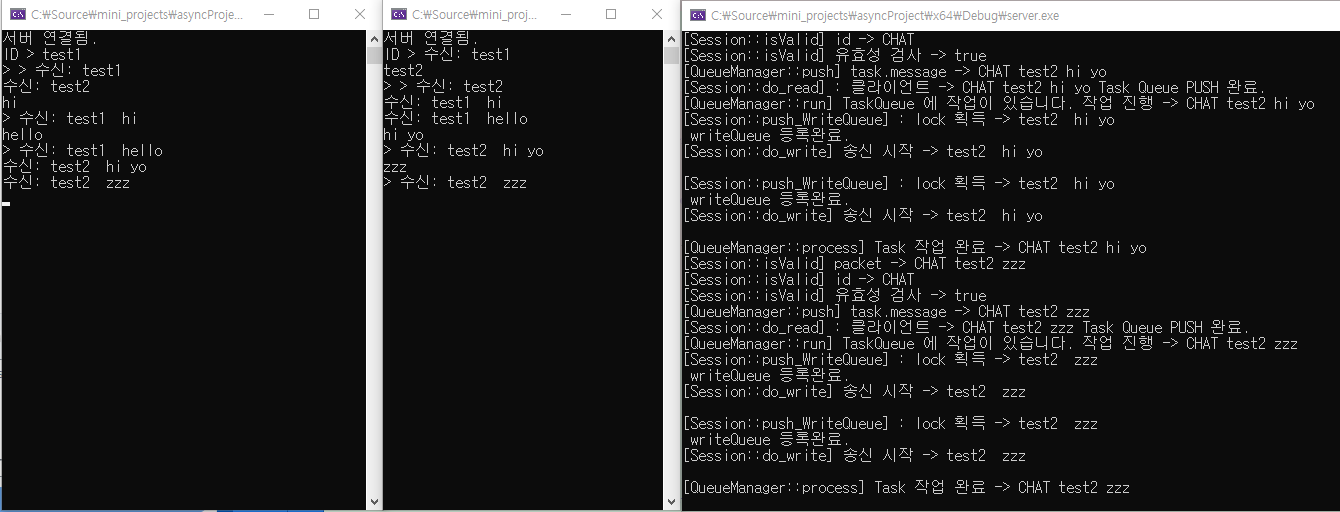 C:\Source\mini_projects\asyncProje...
서버 연결됨.
ID > test1
> > 수신: test1
수신: test2
hi
> 수신: test1  hi
hello
> 수신: test1  hello
수신: test2  hi yo
수신: test2  zzz
C:\Source\mini_proj...
서버 연결됨.
ID > 수신: test1
test2
> > 수신: test2
수신: test1  hi
수신: test1  hello
hi yo
> 수신: test2  hi yo
zzz
> 수신: test2  zzz
C:\Source\mini_projects\asyncProject\x64\Debug\server.exe
[Session::isValid] id -> CHAT
[Session::isValid] 유효성 검사 -> true
[QueueManager::push] task.message -> CHAT test2 hi yo
[Session::do_read] : 클라이언트 -> CHAT test2 hi yo Task Queue PUSH 완료.
[QueueManager::run] TaskQueue 에 작업이 있습니다. 작업 진행 -> CHAT test2 hi yo
[Session::push_WriteQueue] : lock 획득 -> test2  hi yo
 writeQueue 등록완료.
[Session::do_write] 송신 시작 -> test2  hi yo
[Session::push_WriteQueue] : lock 획득 -> test2  hi yo
 writeQueue 등록완료.
[Session::do_write] 송신 시작 -> test2  hi yo
[QueueManager::process] Task 작업 완료 -> CHAT test2 hi yo
[Session::isValid] packet -> CHAT test2 zzz
[Session::isValid] id -> CHAT
[Session::isValid] 유효성 검사 -> true
[QueueManager::push] task.message -> CHAT test2 zzz
[Session::do_read] : 클라이언트 -> CHAT test2 zzz Task Queue PUSH 완료.
[QueueManager::run] TaskQueue 에 작업이 있습니다. 작업 진행 -> CHAT test2 zzz
[Session::push_WriteQueue] : lock 획득 -> test2  zzz
 writeQueue 등록완료.
[Session::do_write] 송신 시작 -> test2  zzz
[Session::push_WriteQueue] : lock 획득 -> test2  zzz
 writeQueue 등록완료.
[Session::do_write] 송신 시작 -> test2  zzz
[QueueManager::process] Task 작업 완료 -> CHAT test2 zzz